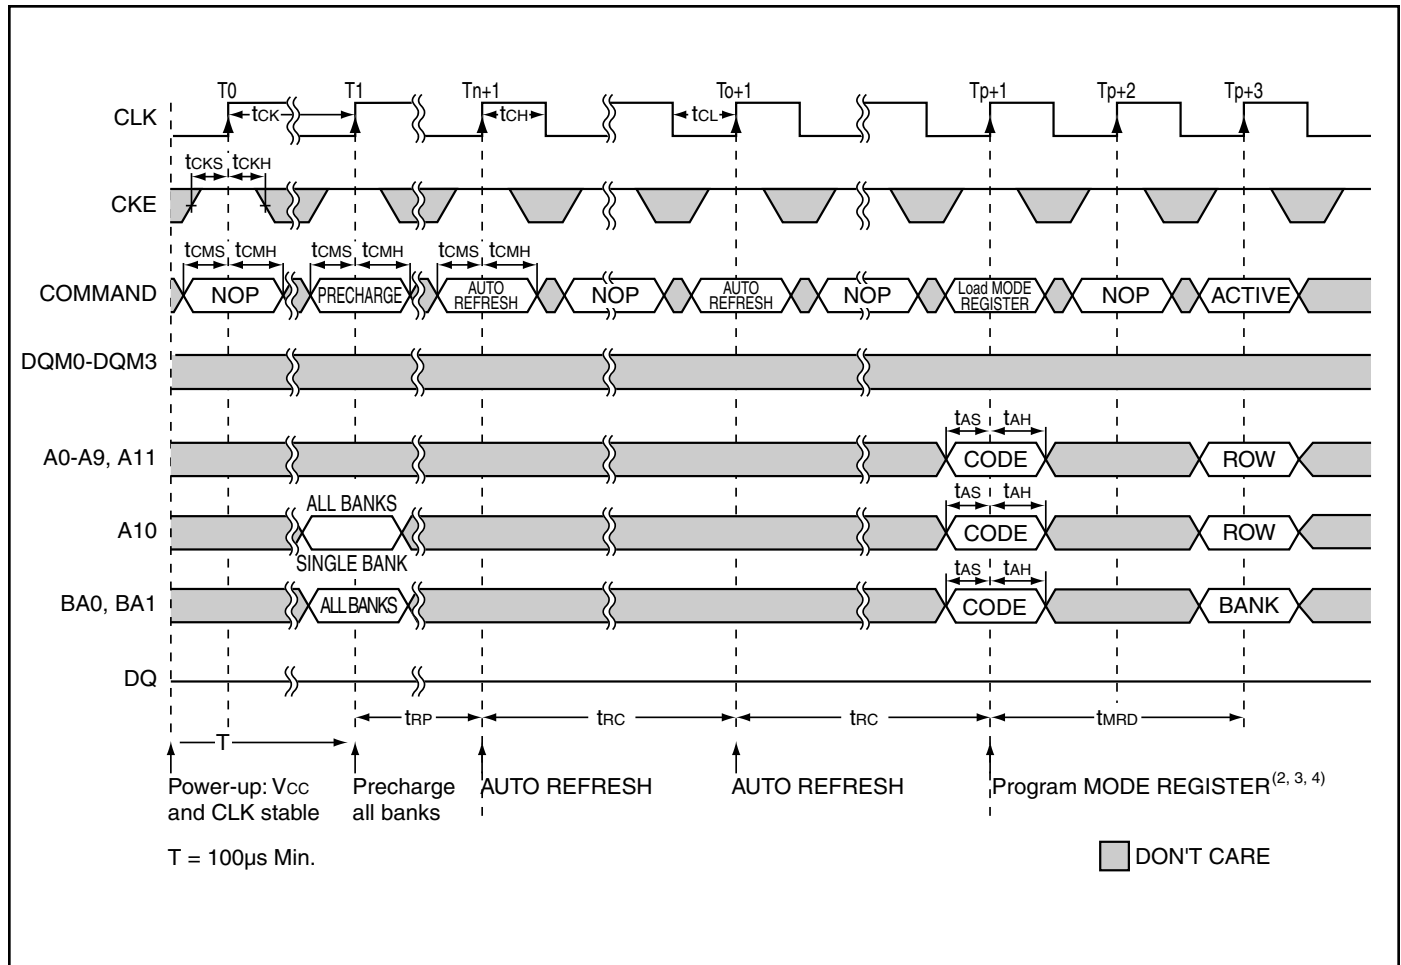 T0 T1 Tn+1 To+1 Tp+1 Tp+2 Tp+3
CLK tCK tCH tCL
tCKS tCKH
CKE
tCMS tCMH tCMS tCMH tCMS tCMH
COMMAND NOP PRECHARGE AUTO REFRESH NOP AUTO REFRESH NOP Load MODE REGISTER NOP ACTIVE
DQM0-DQM3
tAS tAH
A0-A9, A11 CODE ROW
ALL BANKS tAS tAH
A10 CODE ROW
SINGLE BANK tAS tAH
BA0, BA1 ALL BANKS CODE BANK
DQ
tRP tRC tRC tMRD
T
Power-up: VCC Precharge AUTO REFRESH AUTO REFRESH Program MODE REGISTER(2, 3, 4)
and CLK stable all banks
T = 100µs Min. DON'T CARE